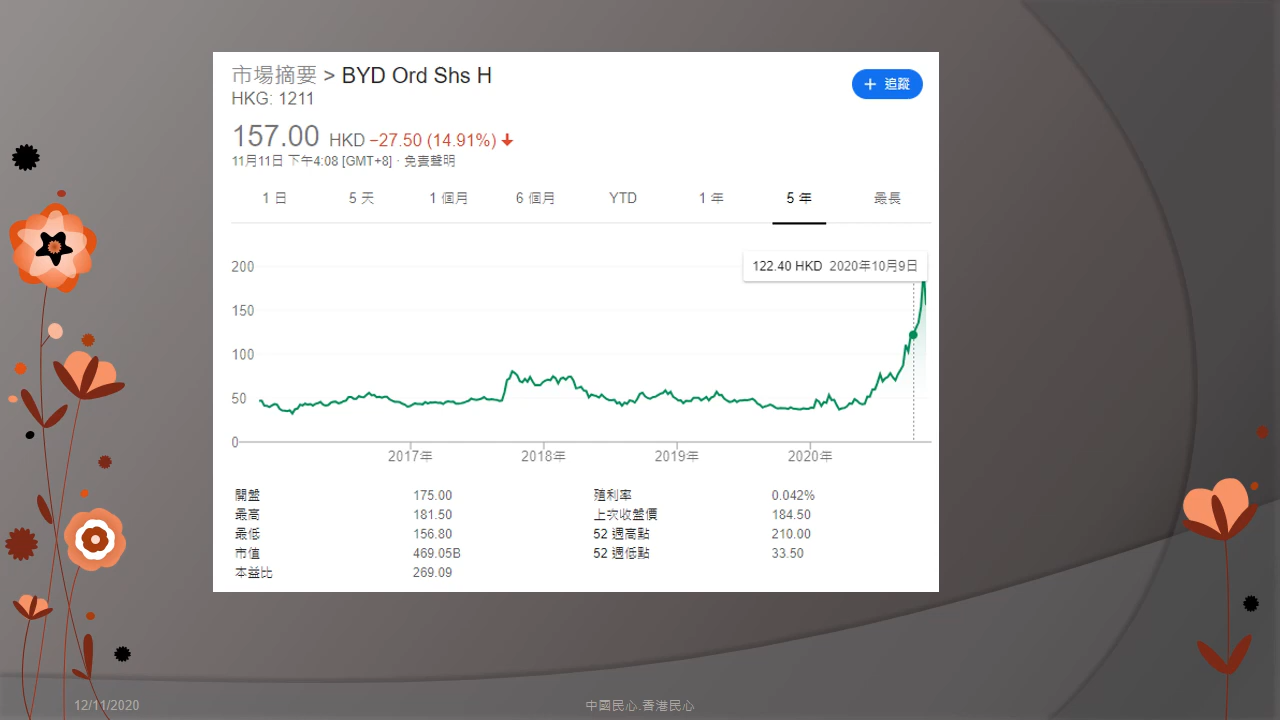 市場摘要 > BYD Ord Shs H
HKG: 1211
+ 追蹤
157.00 HKD −27.50 (14.91%)
11月11日 下午4:08 [GMT+8] · 免責聲明
1 日 5 天 1 個月 6 個月 YTD 1 年 5 年 最長
122.40 HKD 2020年10月9日
200
150
100
50
0
2017年 2018年 2019年 2020年
開盤 175.00 殖利率 0.042%
最高 181.50 上次收盤價 184.50
最低 156.80 52 週高點 210.00
市值 469.05B 52 週低點 33.50
本益比 269.09
12/11/2020 中國民心.香港民心